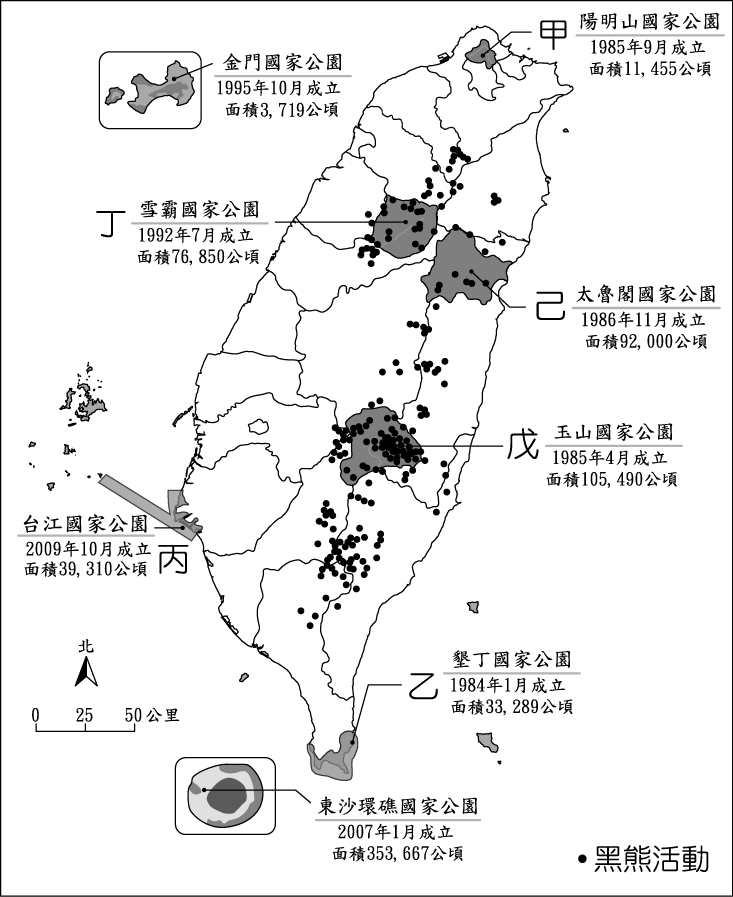 甲
陽明山國家公園
1985年9月成立
面積11,455公頃
金門國家公園
1995年10月成立
面積3,719公頃
丁
雪霸國家公園
1992年7月成立
面積76,850公頃
己
太魯閣國家公園
1986年11月成立
面積92,000公頃
戊
玉山國家公園
1985年4月成立
面積105,490公頃
台江國家公園
2009年10月成立
面積39,310公頃
丙
北
0 25 50公里
乙
墾丁國家公園
1984年1月成立
面積33,289公頃
東沙環礁國家公園
2007年1月成立
面積353,667公頃
黑熊活動